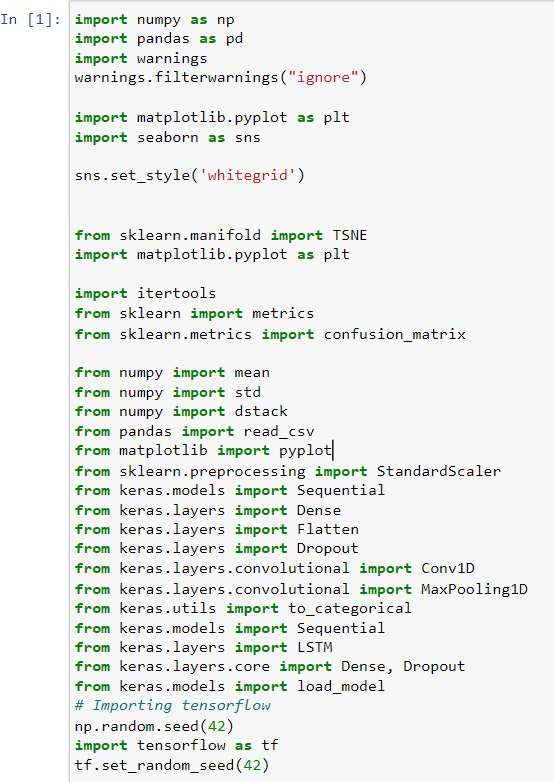 In [1]: import numpy as np
import pandas as pd
import warnings
warnings.filterwarnings("ignore")
import matplotlib.pyplot as plt
import seaborn as sns
sns.set_style('whitegrid')
from sklearn.manifold import TSNE
import matplotlib.pyplot as plt
import itertools
from sklearn import metrics
from sklearn.metrics import confusion_matrix
from numpy import mean
from numpy import std
from numpy import dstack
from pandas import read_csv
from matplotlib import pyplot
from sklearn.preprocessing import StandardScaler
from keras.models import Sequential
from keras.layers import Dense
from keras.layers import Flatten
from keras.layers import Dropout
from keras.layers.convolutional import Conv1D
from keras.layers.convolutional import MaxPooling1D
from keras.utils import to_categorical
from keras.models import Sequential
from keras.layers import LSTM
from keras.layers.core import Dense, Dropout
from keras.models import load_model
# Importing tensorflow
np.random.seed(42)
import tensorflow as tf
tf.set_random_seed(42)